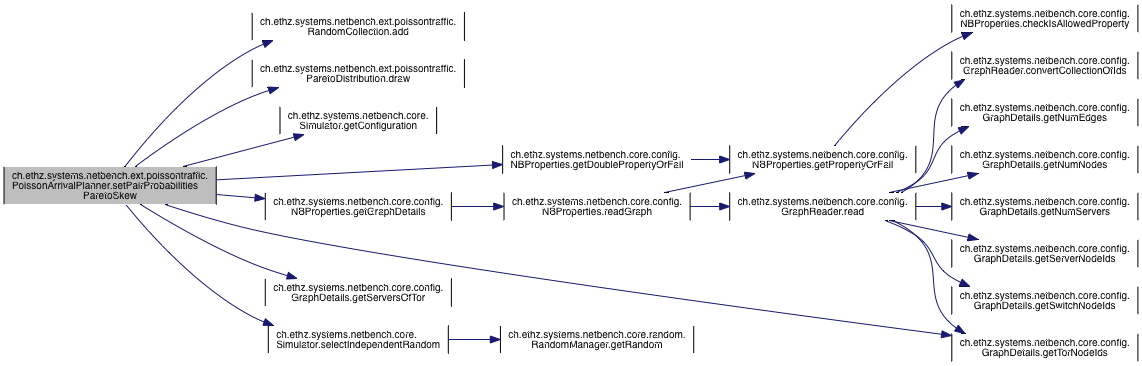 ch.ethz.systems.netbench.ext.poissontraffic.
PoissonArrivalPlanner.setPairProbabilities
ParetoSkew
ch.ethz.systems.netbench.ext.poissontraffic.
RandomCollection.add
ch.ethz.systems.netbench.ext.poissontraffic.
ParetoDistribution.draw
ch.ethz.systems.netbench.core.
Simulator.getConfiguration
ch.ethz.systems.netbench.core.config.
NBProperties.getGraphDetails
ch.ethz.systems.netbench.core.config.
GraphDetails.getServersOfTor
ch.ethz.systems.netbench.core.
Simulator.selectIndependentRandom
ch.ethz.systems.netbench.core.config.
NBProperties.getDoublePropertyOrFail
ch.ethz.systems.netbench.core.config.
NBProperties.readGraph
ch.ethz.systems.netbench.core.random.
RandomManager.getRandom
ch.ethz.systems.netbench.core.config.
NBProperties.getPropertyOrFail
ch.ethz.systems.netbench.core.config.
GraphReader.read
ch.ethz.systems.netbench.core.config.
NBProperties.checkIsAllowedProperty
ch.ethz.systems.netbench.core.config.
GraphReader.convertCollectionOfIds
ch.ethz.systems.netbench.core.config.
GraphDetails.getNumEdges
ch.ethz.systems.netbench.core.config.
GraphDetails.getNumNodes
ch.ethz.systems.netbench.core.config.
GraphDetails.getNumServers
ch.ethz.systems.netbench.core.config.
GraphDetails.getServerNodeIds
ch.ethz.systems.netbench.core.config.
GraphDetails.getSwitchNodeIds
ch.ethz.systems.netbench.core.config.
GraphDetails.getTorNodeIds